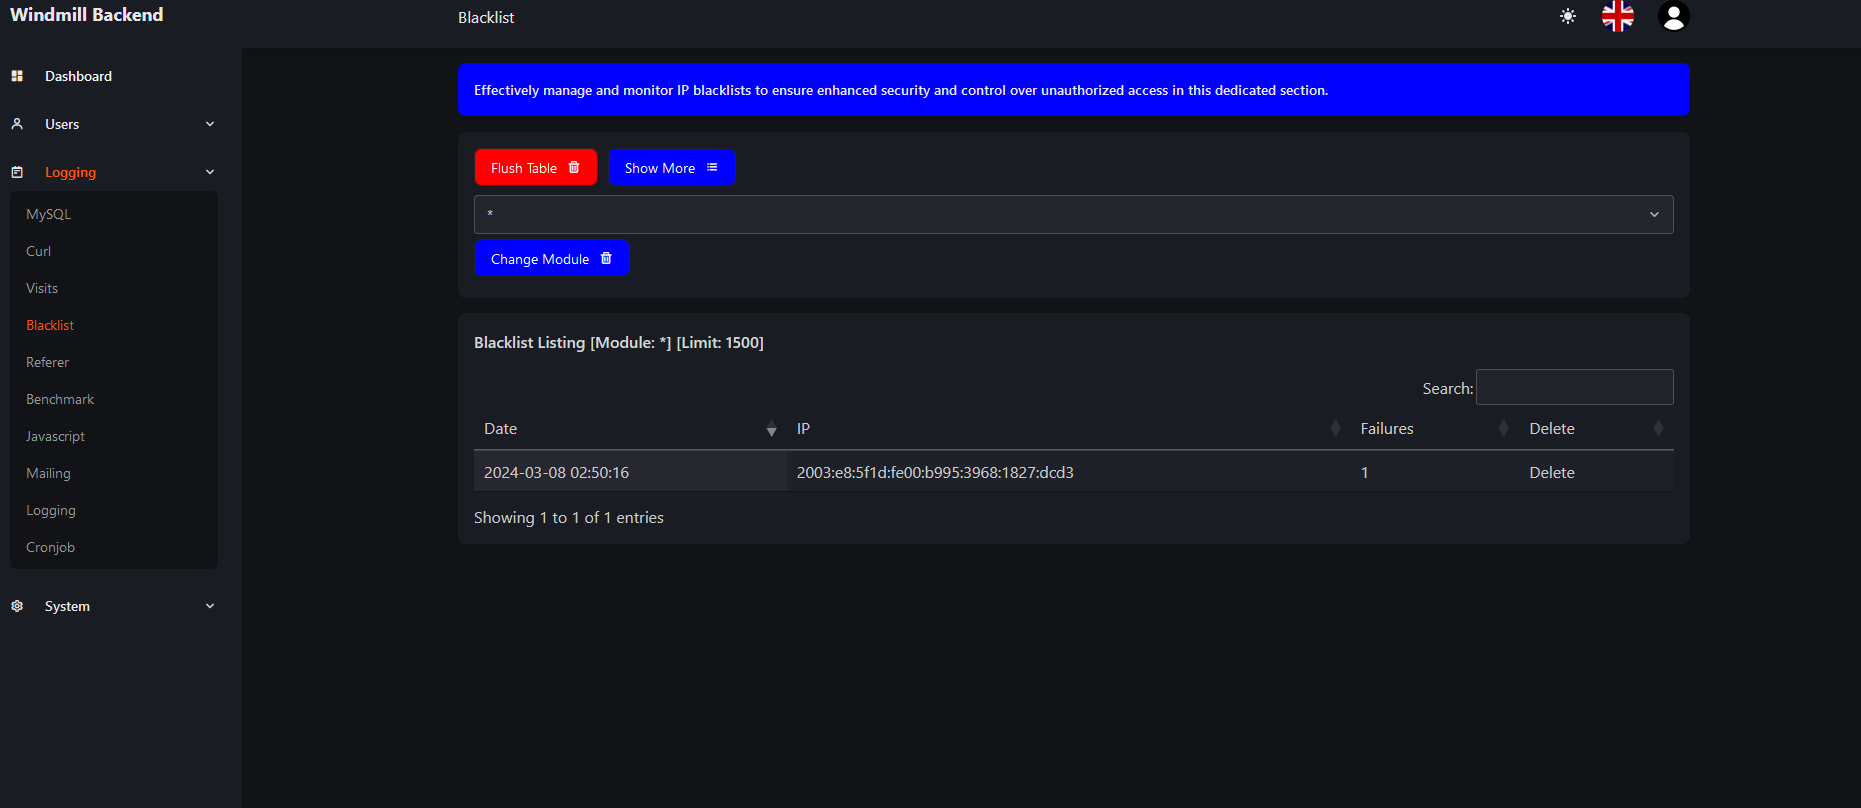 Windmill Backend
Blacklist
Dashboard
Users
Logging
MySQL
Curl
Visits
Blacklist
Referer
Benchmark
Javascript
Mailing
Logging
Cronjob
System
Effectively manage and monitor IP blacklists to ensure enhanced security and control over unauthorized access in this dedicated section.
Flush Table Show More
*
Change Module
Blacklist Listing [Module: *] [Limit: 1500]
Search:
Date IP Failures Delete
2024-03-08 02:50:16 2003:e8:5f1d:fe00:b995:3968:1827:dcd3 1 Delete
Showing 1 to 1 of 1 entries